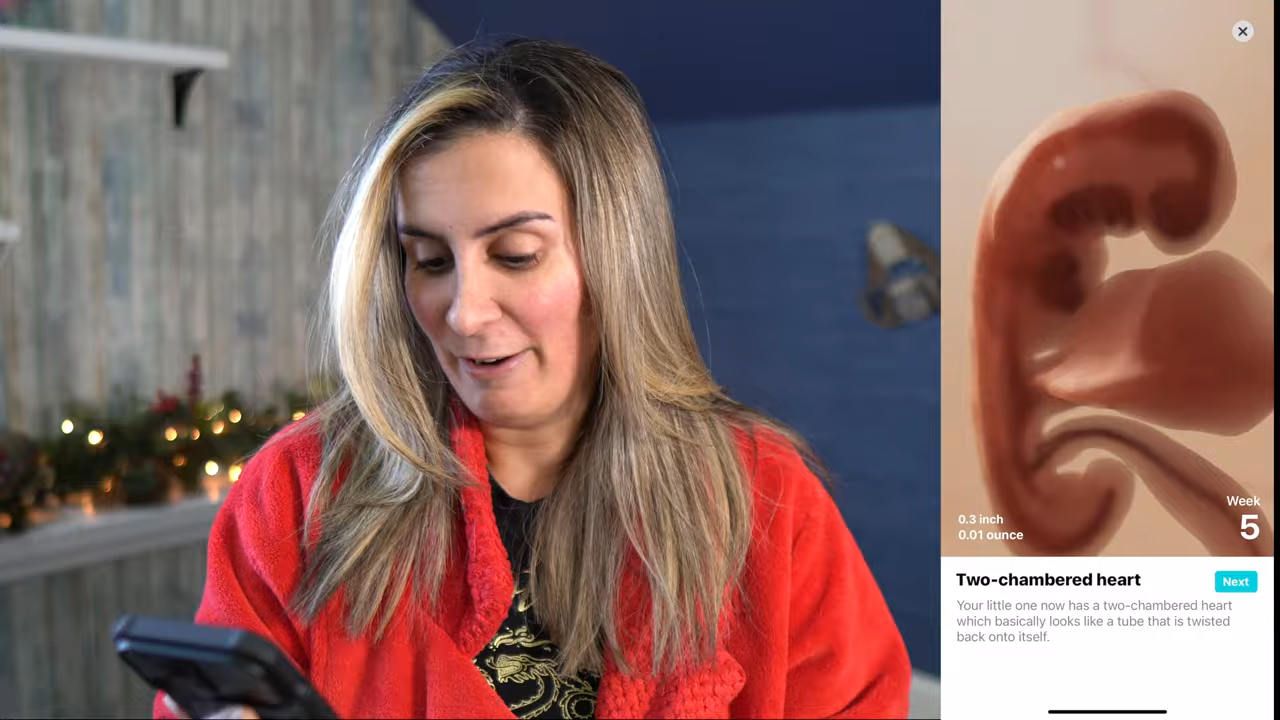 0.3 inch
0.01 ounce
Week
5
Two-chambered heart
Next
Your little one now has a two-chambered heart
which basically looks like a tube that is twisted
back onto itself.